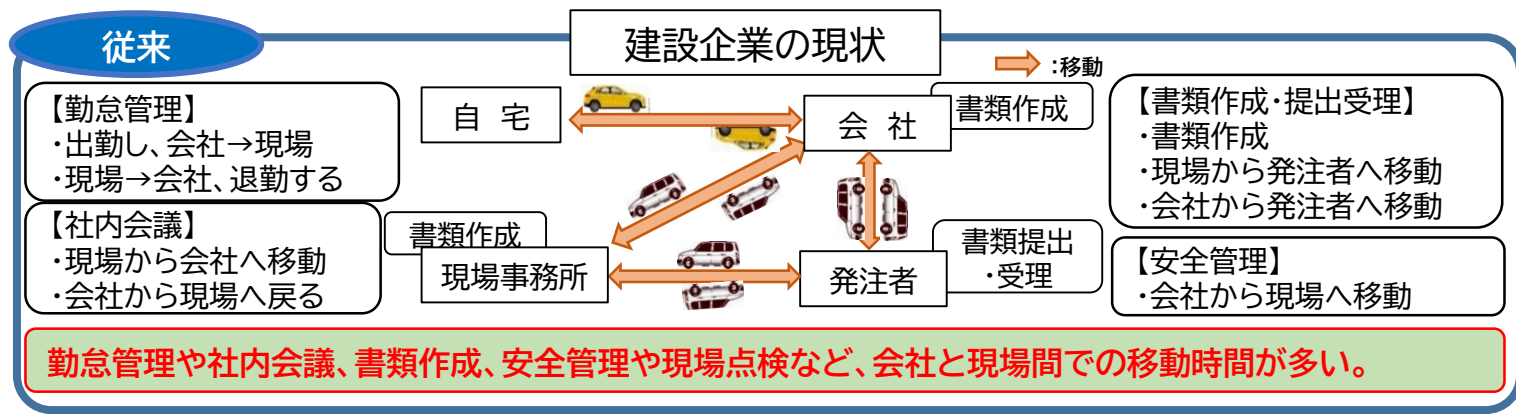 従来
建設企業の現状
:移動
【勤怠管理】
・出勤し、会社→現場
・現場→会社、退勤する
【社内会議】
・現場から会社へ移動
・会社から現場へ戻る
自 宅
会 社
書類作成
書類作成
現場事務所
発注者
書類提出
・受理
【書類作成・提出受理】
・書類作成
・現場から発注者へ移動
・会社から発注者へ移動
【安全管理】
・会社から現場へ移動
勤怠管理や社内会議、書類作成、安全管理や現場点検など、会社と現場間での移動時間が多い。